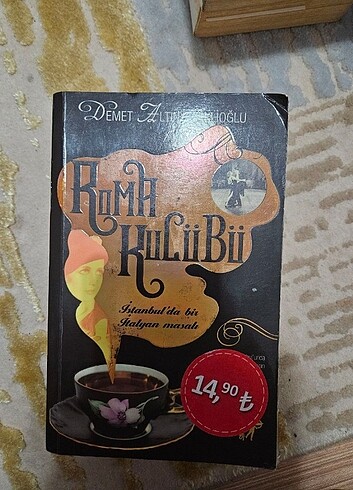 DEMET
ROMA
KULÜBÜ
İstanbul'da bir
İtalyan masalı
14,90 ₺